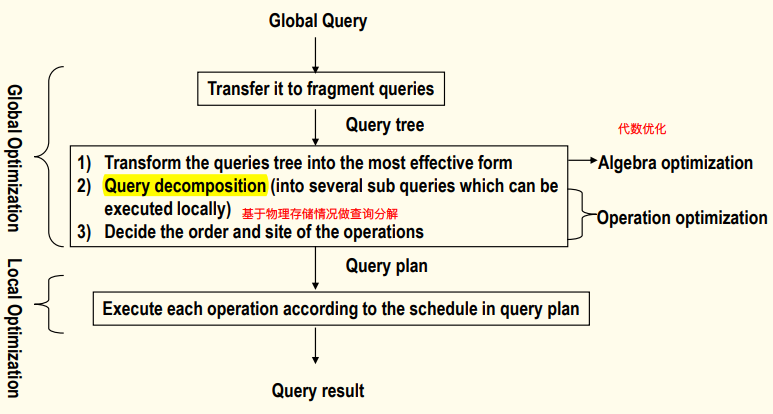 Global Query
Transfer it to fragment queries
Query tree
代数优化
1) Transform the queries tree into the most effective form
Algebra optimization
2) Query decomposition (into several sub queries which can be
executed locally) 基于物理存储情况做查询分解
Operation optimization
3) Decide the order and site of the operations
Global Optimization
Query plan
Execute each operation according to the schedule in query plan
Local Optimization
Query result